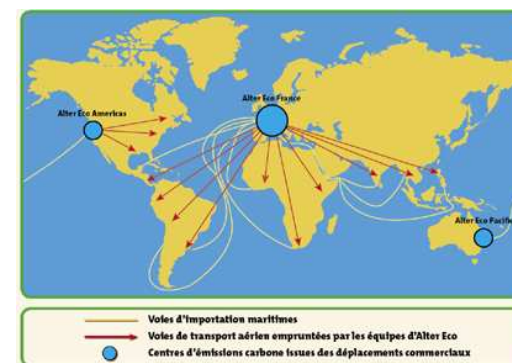 Alter Eco France
Alter Eco Americas
Alter Eco Pacific
Voies d'importation maritimes
Voies de transport aérien empruntées par les équipes d'Alter Eco
Centres d'émissions carbone issues des déplacements commerciaux